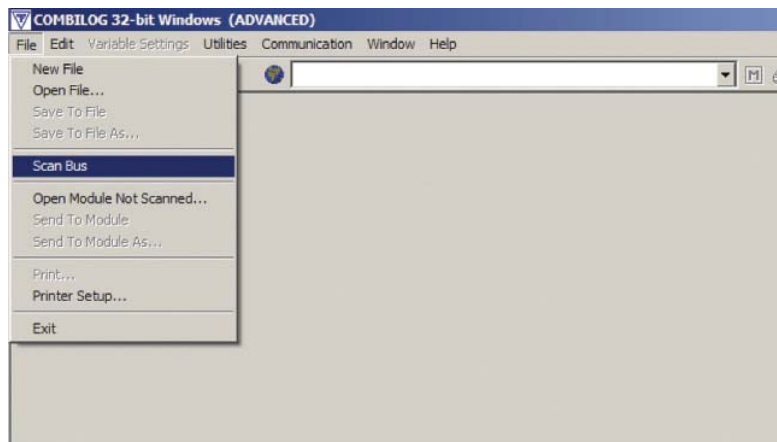 COMBILOG 32-bit Windows (ADVANCED)
File Edit Variable Settings Utilities Communication Window Help
New File
Open File...
Save To File
Save To File As...
Scan Bus
Open Module Not Scanned...
Send To Module
Send To Module As...
Print...
Printer Setup...
Exit
M